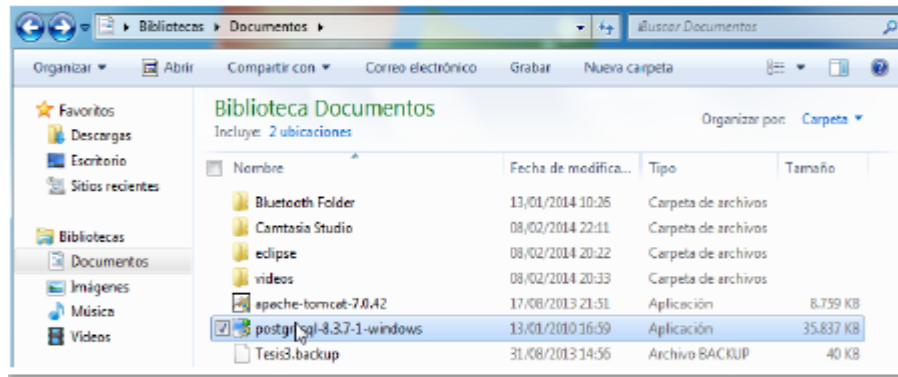 Bibliotecas ▸ Documentos ▸
Buscar Documentos
Organizar Abrir Compartir con Correo electrónico Grabar Nueva carpeta
Favoritos
Descargas
Escritorio
Sitios recientes
Bibliotecas
Documentos
Imágenes
Música
Vídeos
Biblioteca Documentos
Incluye: 2 ubicaciones
Organizar por: Carpeta
Nombre Fecha de modifica... Tipo Tamaño
Bluetooth Folder 13/01/2014 10:26 Carpeta de archivos
Camtasia Studio 08/02/2014 22:11 Carpeta de archivos
eclipse 08/02/2014 20:22 Carpeta de archivos
videos 08/02/2014 20:33 Carpeta de archivos
apache-tomcat-7.0.42 17/08/2013 21:51 Aplicación 8.759 KB
postgresql-8.3.7-1-windows 13/01/2010 16:59 Aplicación 35.837 KB
Tesis3.backup 31/08/2013 14:56 Archivo BACKUP 40 KB